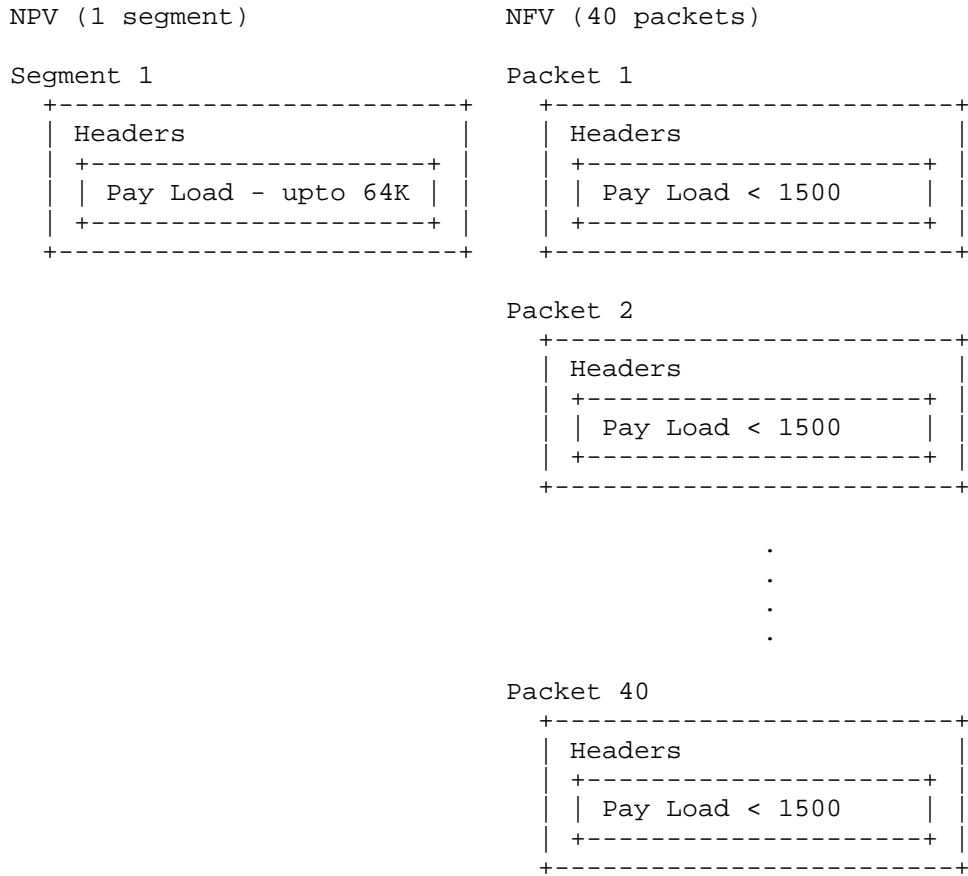 NPV (1 segment)
NFV (40 packets)
Segment 1
Packet 1
Headers
Headers
Pay Load - upto 64K
Pay Load < 1500
Packet 2
Headers
Pay Load < 1500
.
.
.
.
Packet 40
Headers
Pay Load < 1500